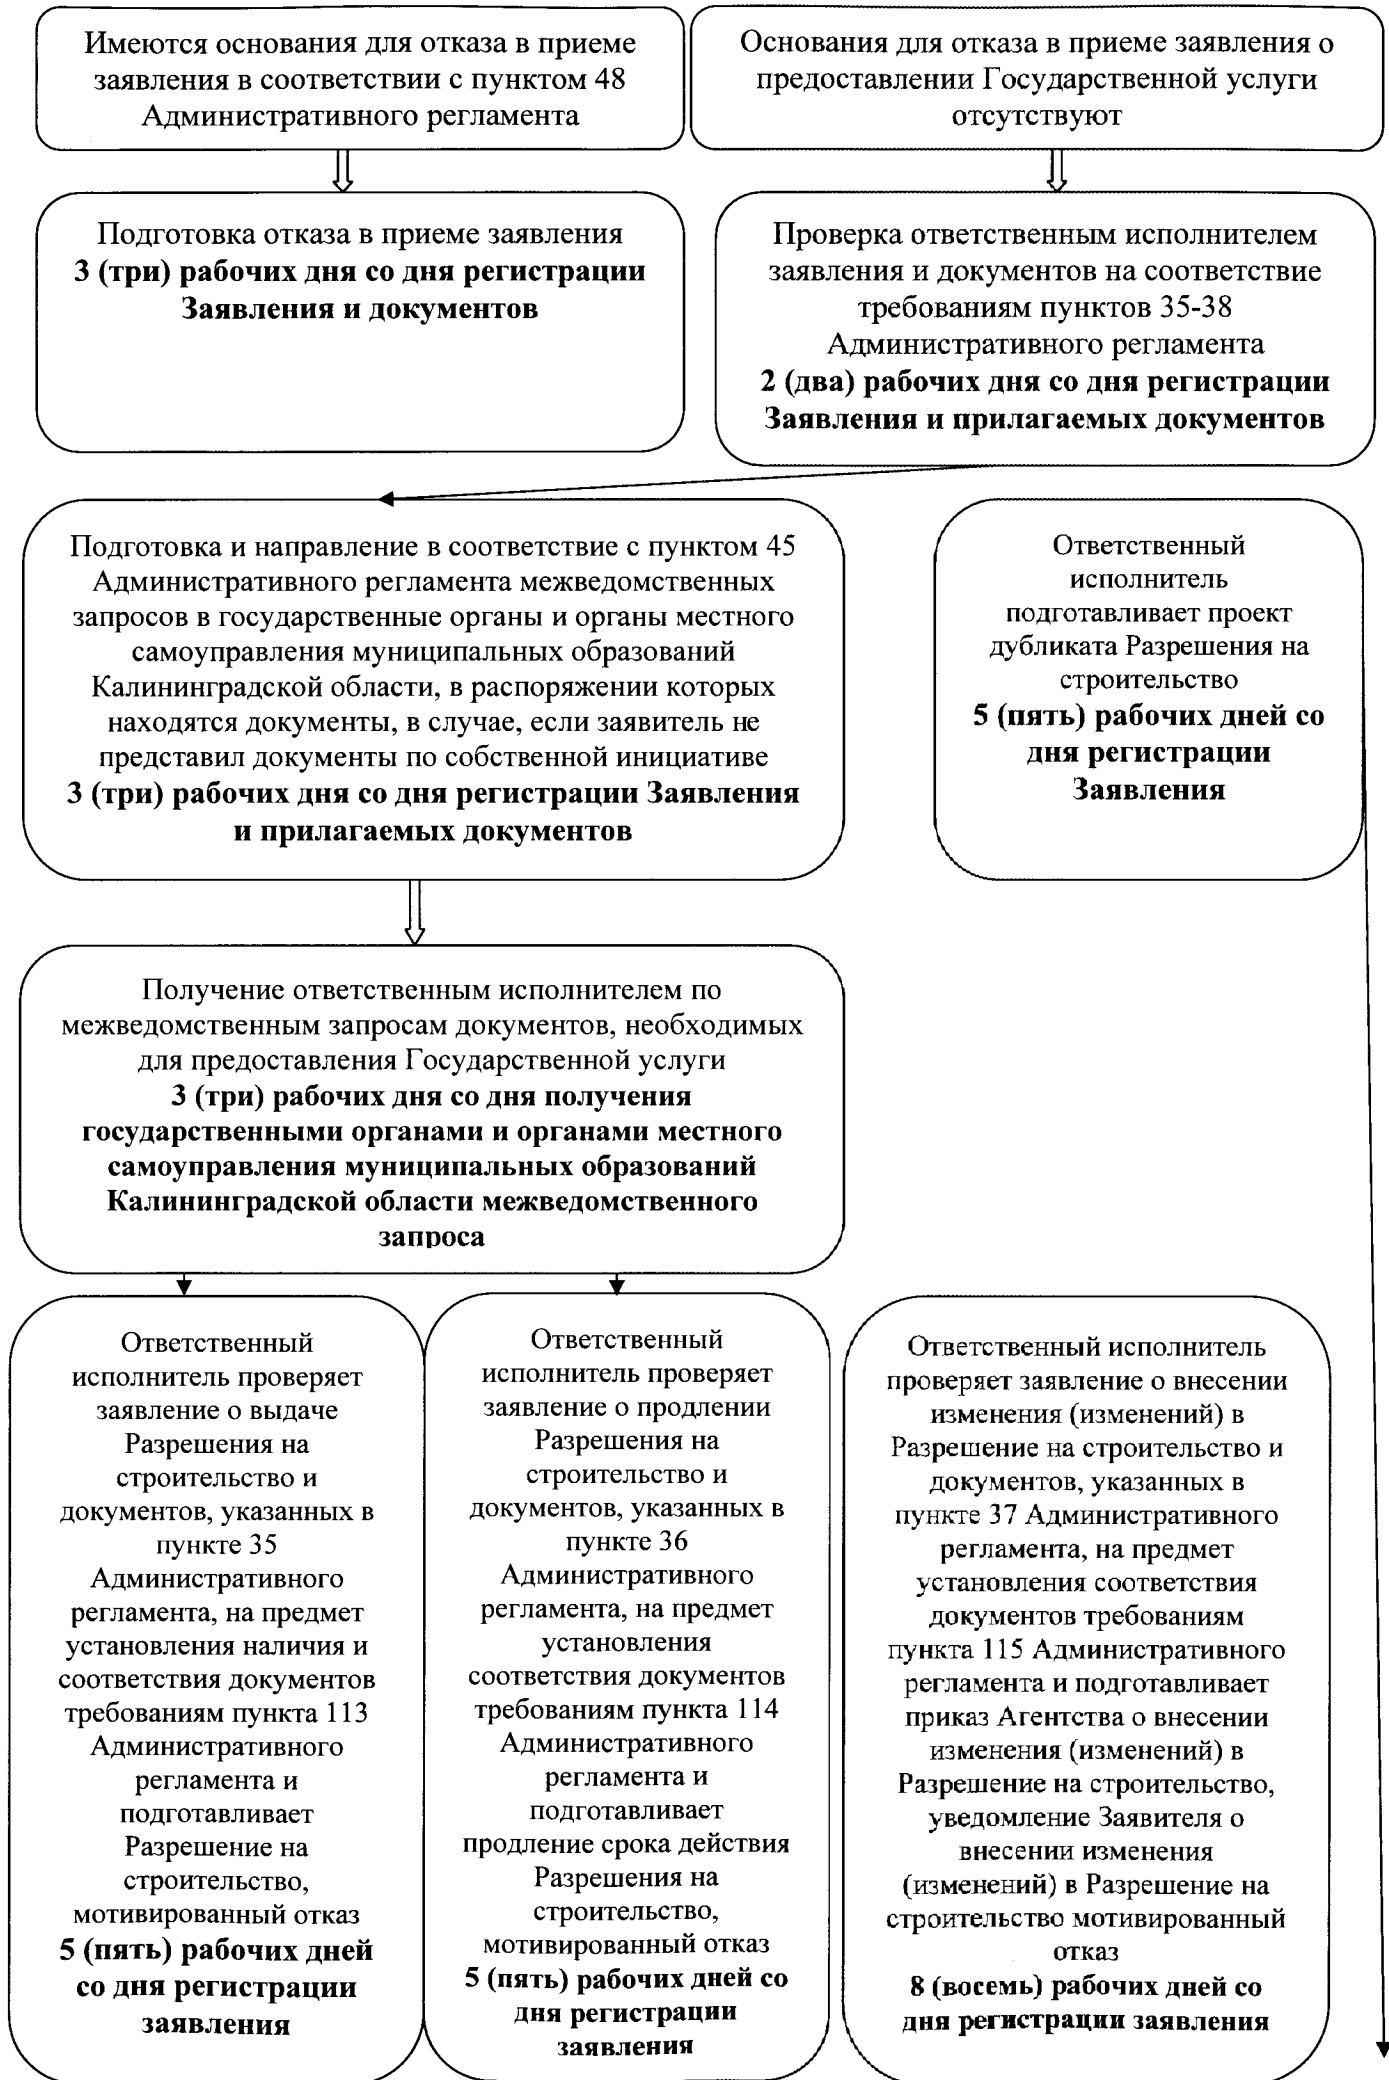 Имеются основания для отказа в приеме
заявления в соответствии с пунктом 48
Административного регламента
Основания для отказа в приеме заявления о
предоставлении Государственной услуги
отсутствуют
Подготовка отказа в приеме заявления
3 (три) рабочих дня со дня регистрации
Заявления и документов
Проверка ответственным исполнителем
заявления и документов на соответствие
требованиям пунктов 35-38
Административного регламента
2 (два) рабочих дня со дня регистрации
Заявления и прилагаемых документов
Подготовка и направление в соответствие с пунктом 45
Административного регламента межведомственных
запросов в государственные органы и органы местного
самоуправления муниципальных образований
Калининградской области, в распоряжении которых
находятся документы, в случае, если заявитель не
представил документы по собственной инициативе
3 (три) рабочих дня со дня регистрации Заявления
и прилагаемых документов
Ответственный
исполнитель
подготавливает проект
дубликата Разрешения на
строительство
5 (пять) рабочих дней со
дня регистрации
Заявления
Получение ответственным исполнителем по
межведомственным запросам документов, необходимых
для предоставления Государственной услуги
3 (три) рабочих дня со дня получения
государственными органами и органами местного
самоуправления муниципальных образований
Калининградской области межведомственного
запроса
Ответственный
исполнитель проверяет
заявление о выдаче
Разрешения на
строительство и
документов, указанных в
пункте 35
Административного
регламента, на предмет
установления наличия и
соответствия документов
требованиям пункта 113
Административного
регламента и
подготавливает
Разрешение на
строительство,
мотивированный отказ
5 (пять) рабочих дней
со дня регистрации
заявления
Ответственный
исполнитель проверяет
заявление о продлении
Разрешения на
строительство и
документов, указанных в
пункте 36
Административного
регламента, на предмет
установления
соответствия документов
требованиям пункта 114
Административного
регламента и
подготавливает
продление срока действия
Разрешения на
строительство,
мотивированный отказ
5 (пять) рабочих дней со
дня регистрации
заявления
Ответственный исполнитель
проверяет заявление о внесении
изменения (изменений) в
Разрешение на строительство и
документов, указанных в
пункте 37 Административного
регламента, на предмет
установления соответствия
документов требованиям
пункта 115 Административного
регламента и подготавливает
приказ Агентства о внесении
изменения (изменений) в
Разрешение на строительство,
уведомление Заявителя о
внесении изменения
(изменений) в Разрешение на
строительство мотивированный
отказ
8 (восемь) рабочих дней со
дня регистрации заявления